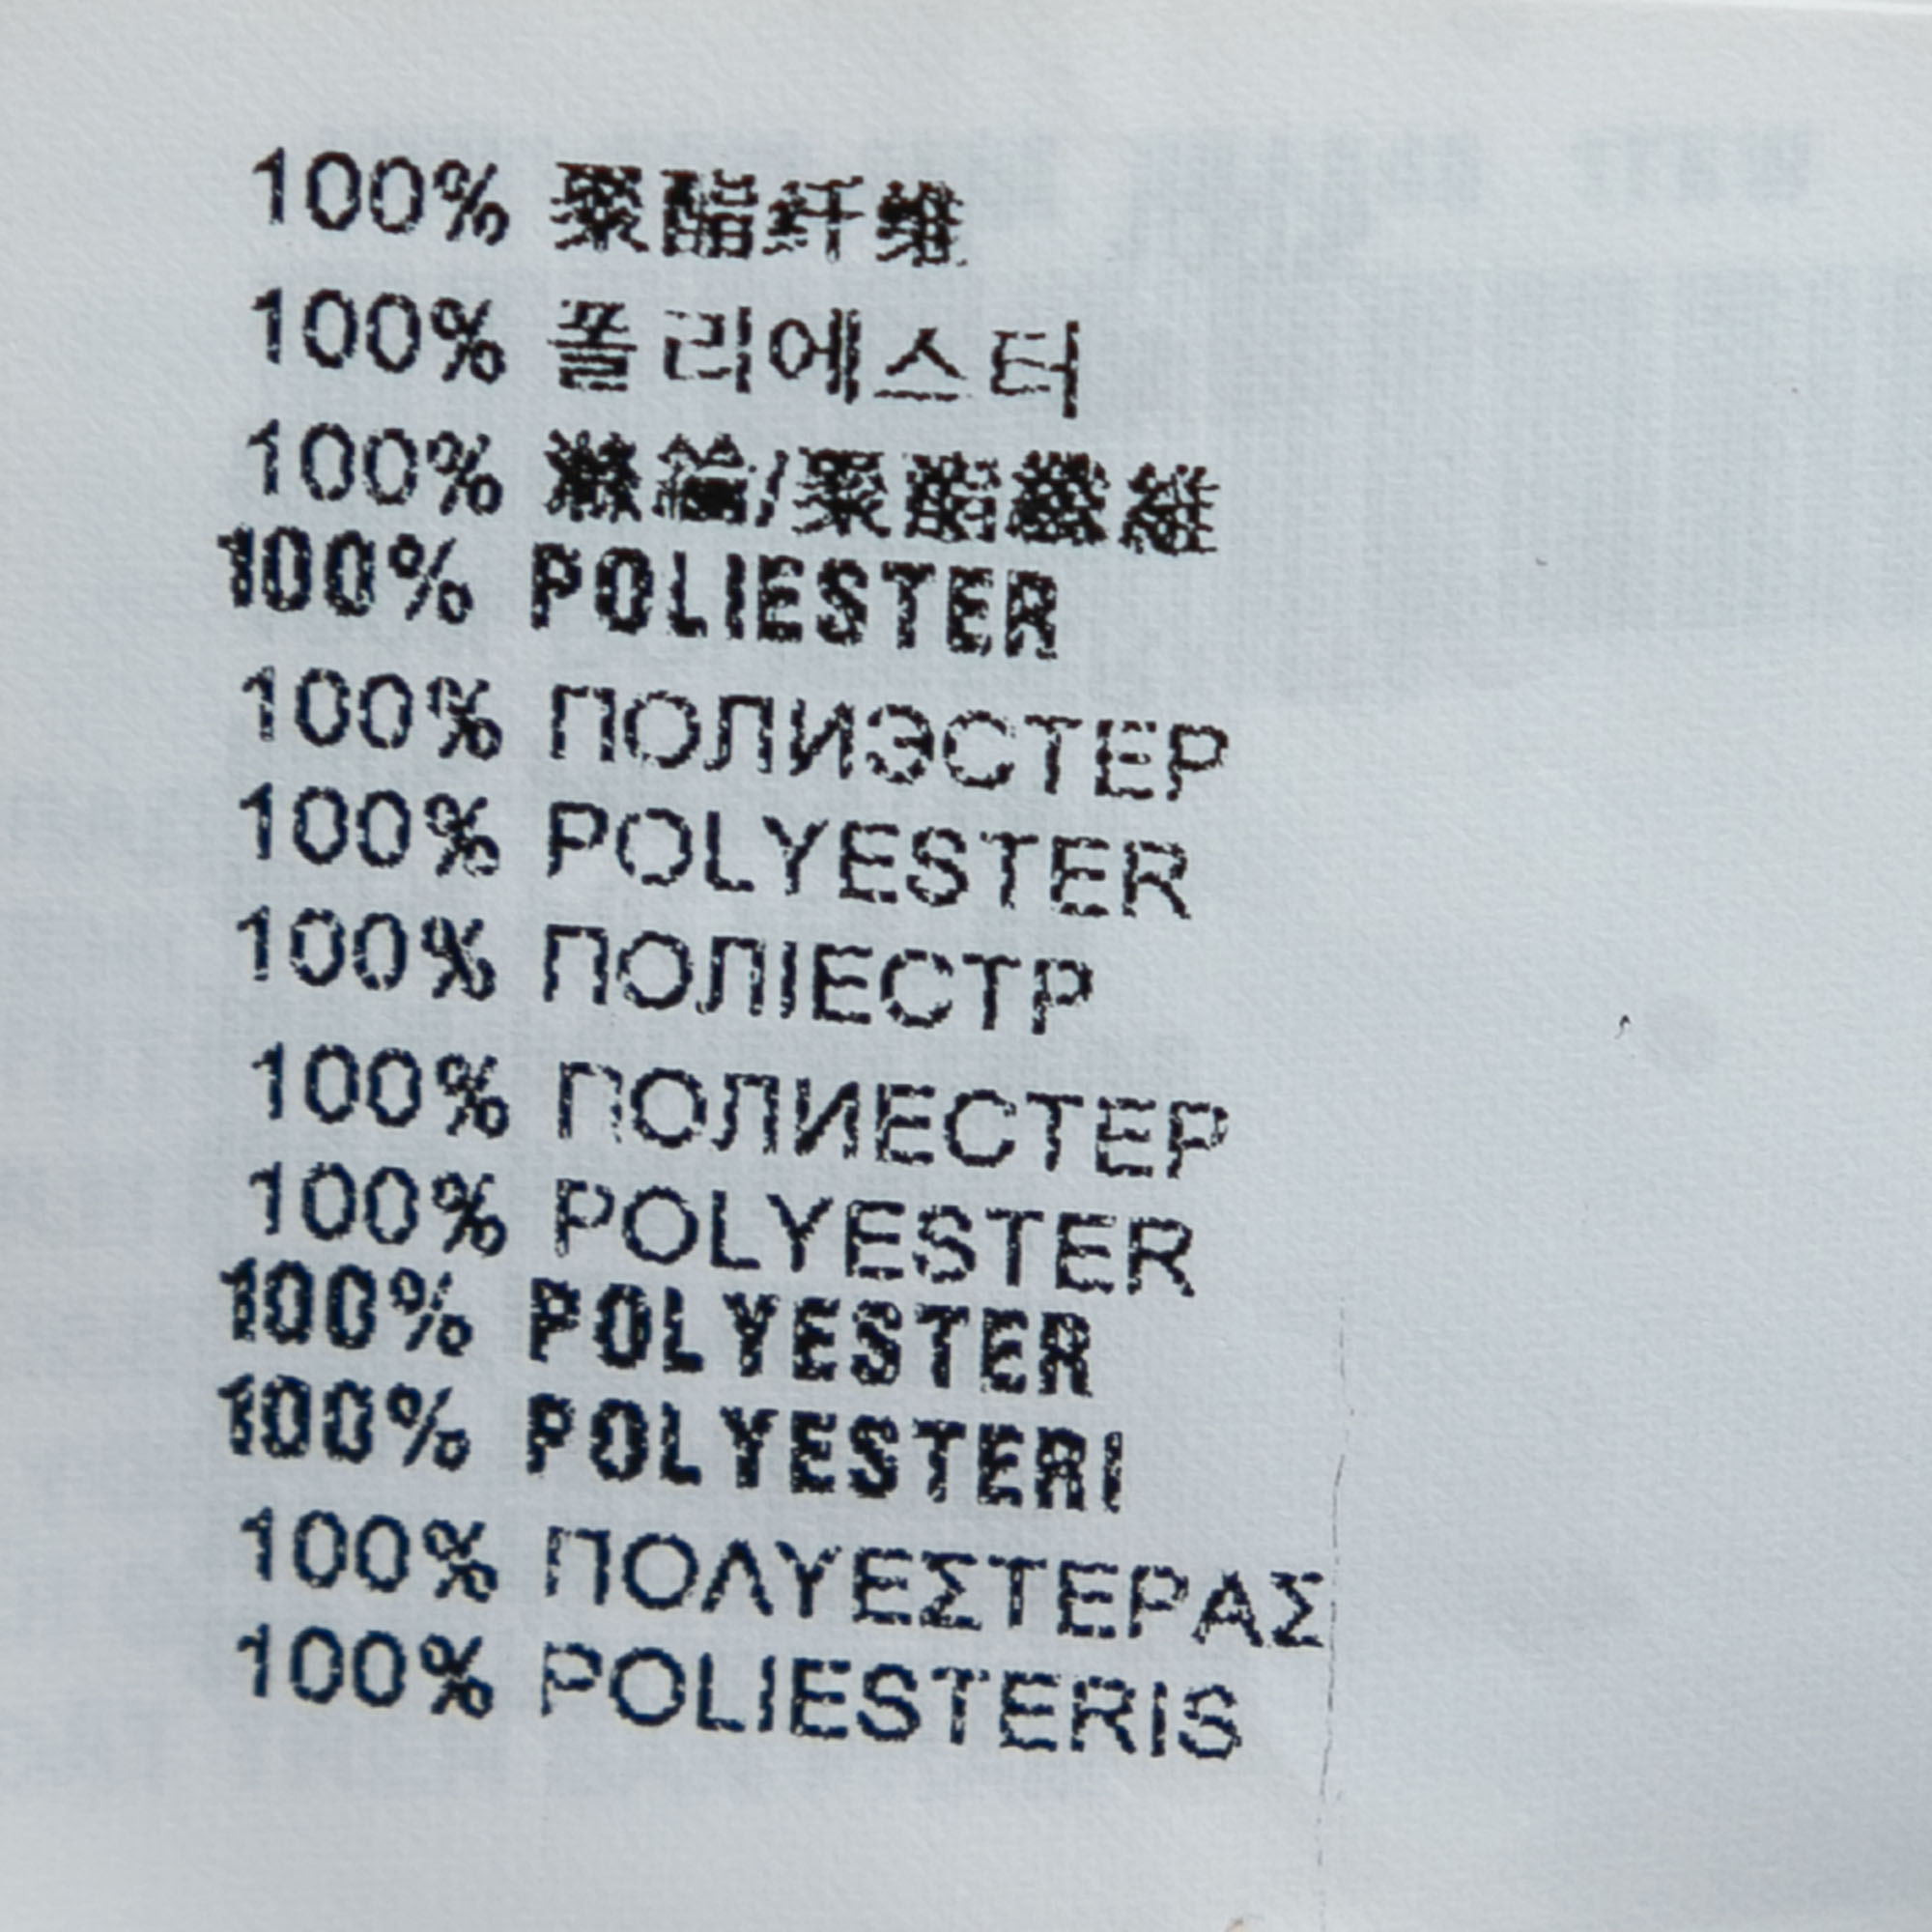 100% 聚酯纤维
100% 폴리에스터
100% 滌綸/聚酯纖維
100% POLIESTER
100% ПОЛИЭСТЕР
100% POLYESTER
100% ПОЛІЕСТР
100% ПОЛИЕСТЕР
100% POLYESTER
100% POLYESTER
100% POLYESTERI
100% ΠΟΛΥΕΣΤΕΡΑΣ
100% POLIESTERIS